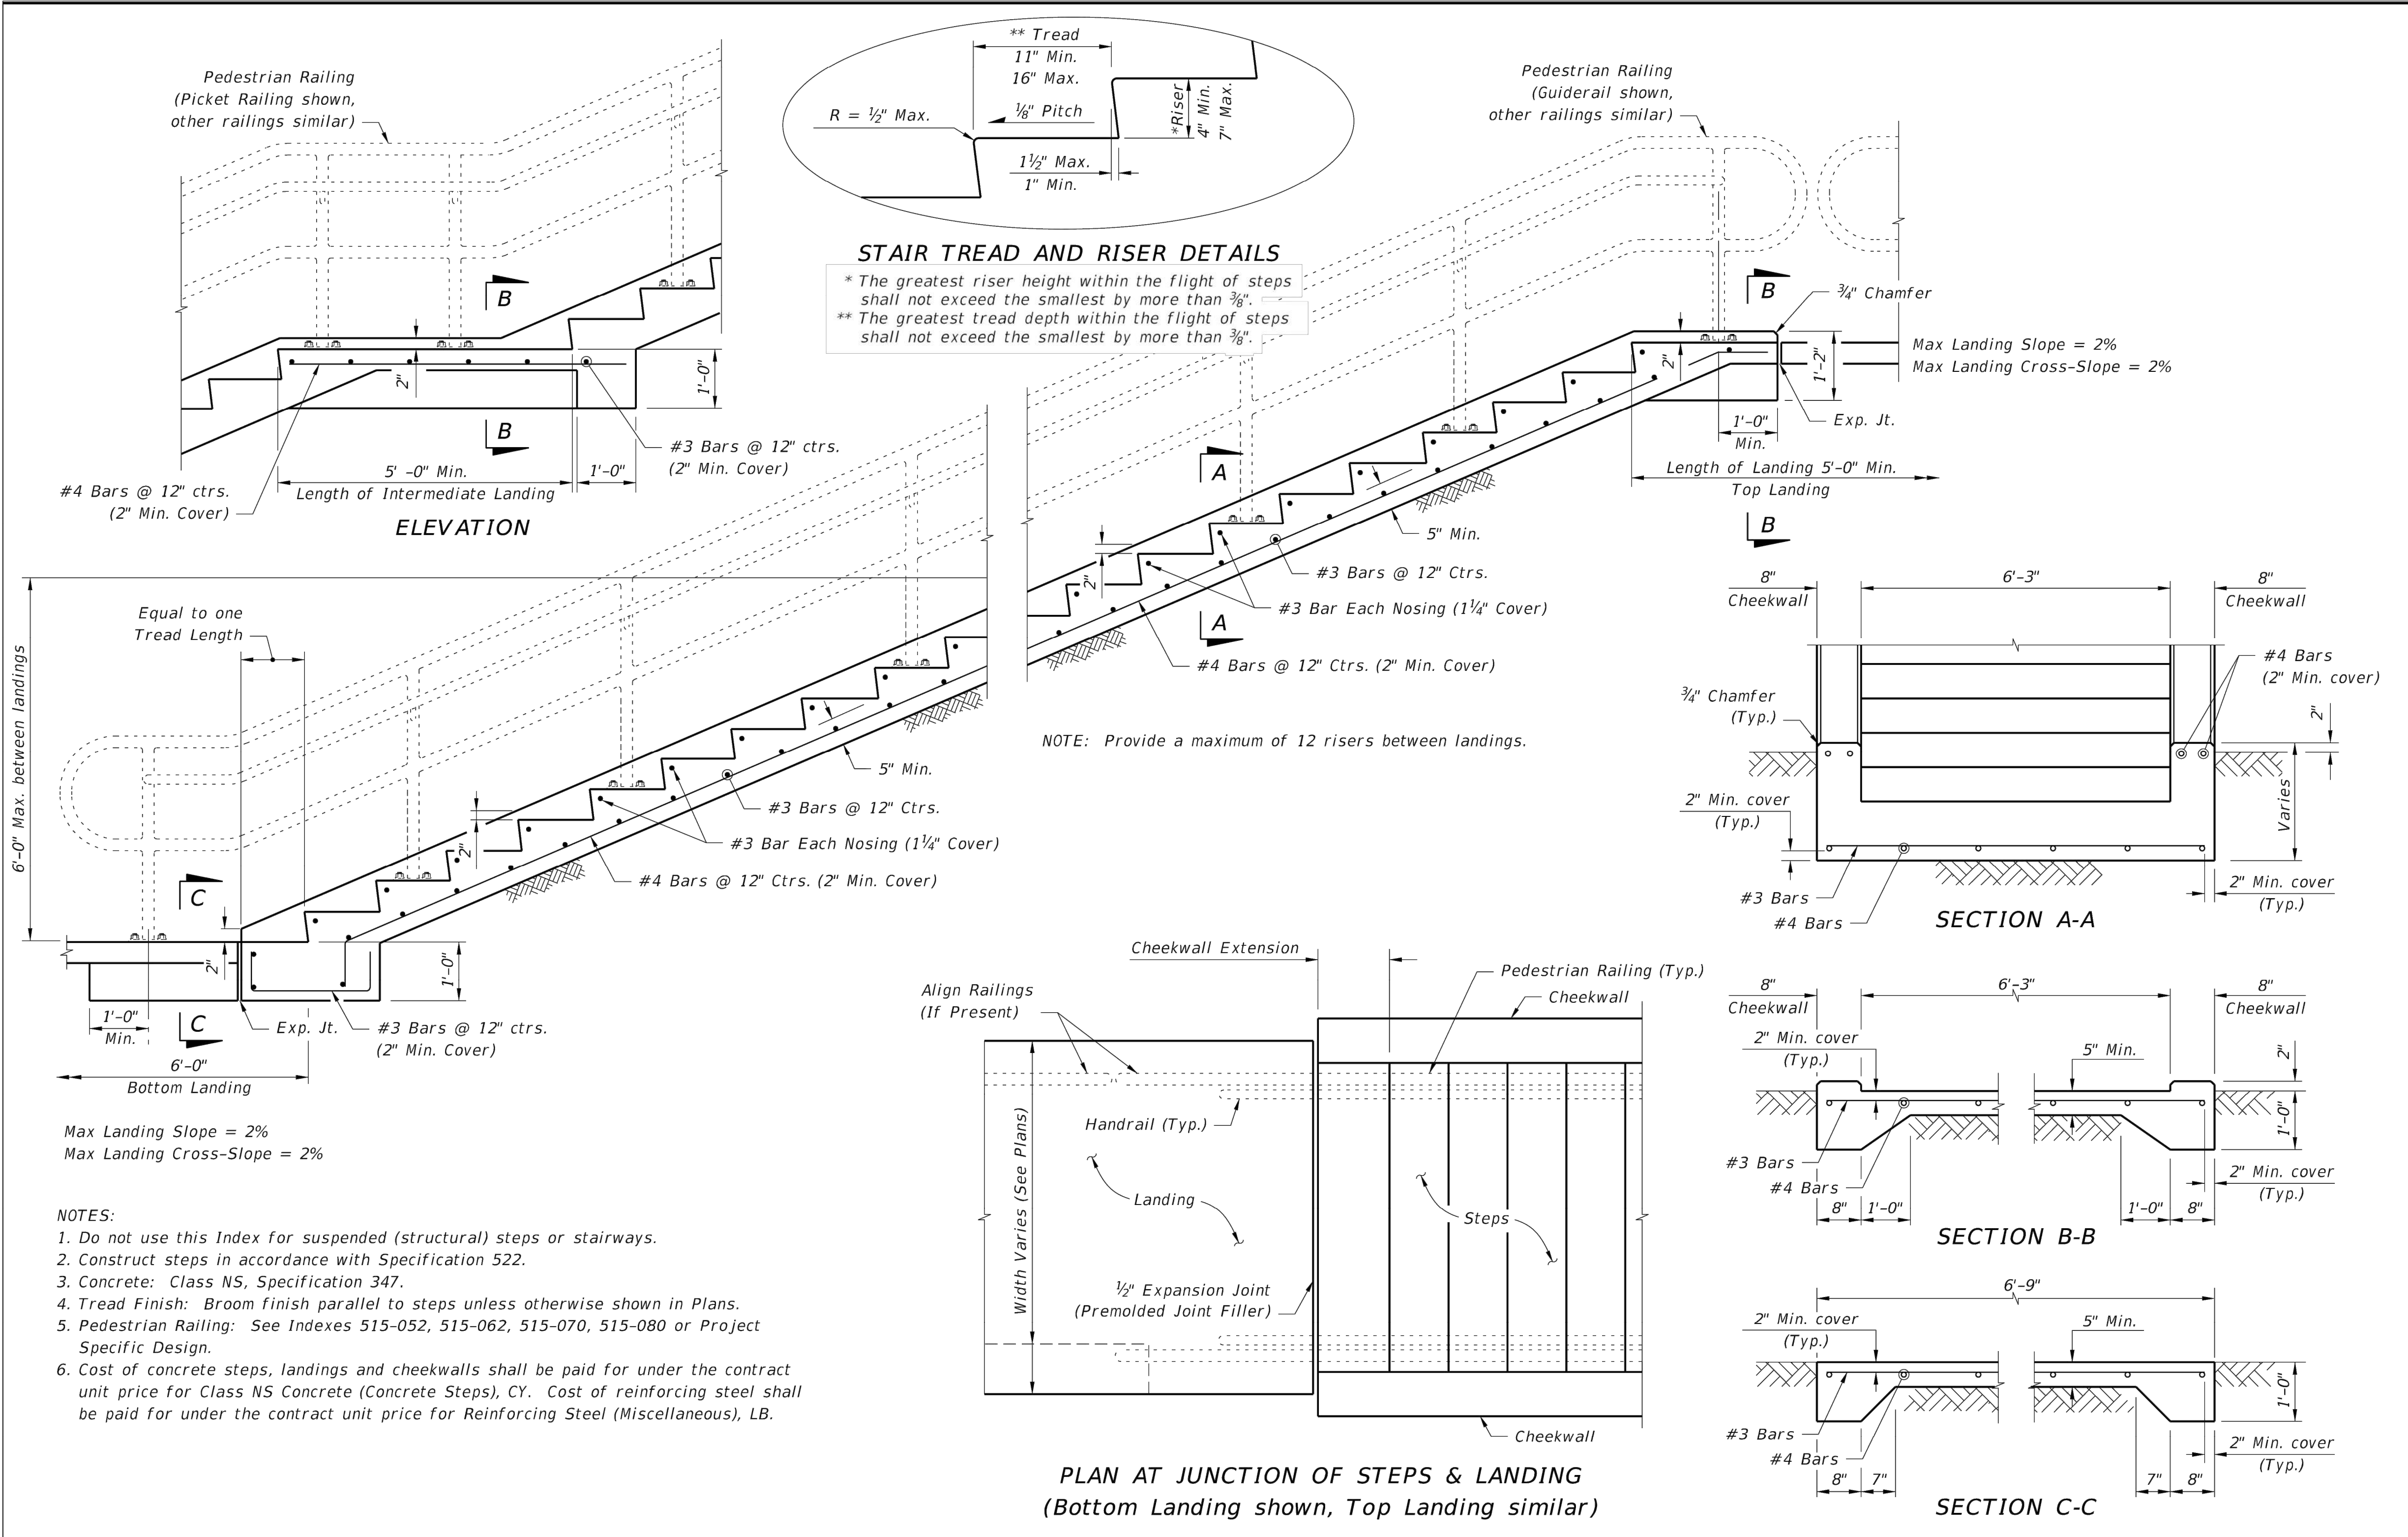 Pedestrian Railing
(Picket Railing shown,
other railings similar)
B
B
2"
1'-0"
#3 Bars @ 12" ctrs.
(2" Min. Cover)
5' -0" Min.
Length of Intermediate Landing
1'-0"
#4 Bars @ 12" ctrs.
(2" Min. Cover)
ELEVATION
** Tread
11" Min.
16" Max.
R = ½" Max.
⅛" Pitch
*Riser
4" Min.
7" Max.
1½" Max.
1" Min.
STAIR TREAD AND RISER DETAILS
* The greatest riser height within the flight of steps
shall not exceed the smallest by more than ⅜".
** The greatest tread depth within the flight of steps
shall not exceed the smallest by more than ⅜".
Pedestrian Railing
(Guiderail shown,
other railings similar)
B
¾" Chamfer
Max Landing Slope = 2%
Max Landing Cross-Slope = 2%
2"
1'-2"
Exp. Jt.
1'-0"
Min.
Length of Landing 5'-0" Min.
Top Landing
B
A
A
5" Min.
2"
#3 Bars @ 12" Ctrs.
#3 Bar Each Nosing (1¼" Cover)
#4 Bars @ 12" Ctrs. (2" Min. Cover)
NOTE: Provide a maximum of 12 risers between landings.
6'-0" Max. between landings
Equal to one
Tread Length
5" Min.
#3 Bars @ 12" Ctrs.
2"
#3 Bar Each Nosing (1¼" Cover)
#4 Bars @ 12" Ctrs. (2" Min. Cover)
C
2"
1'-0"
1'-0"
Min.
C
Exp. Jt.
#3 Bars @ 12" ctrs.
(2" Min. Cover)
6'-0"
Bottom Landing
Max Landing Slope = 2%
Max Landing Cross-Slope = 2%
NOTES:
1. Do not use this Index for suspended (structural) steps or stairways.
2. Construct steps in accordance with Specification 522.
3. Concrete: Class NS, Specification 347.
4. Tread Finish: Broom finish parallel to steps unless otherwise shown in Plans.
5. Pedestrian Railing: See Indexes 515-052, 515-062, 515-070, 515-080 or Project
Specific Design.
6. Cost of concrete steps, landings and cheekwalls shall be paid for under the contract
unit price for Class NS Concrete (Concrete Steps), CY. Cost of reinforcing steel shall
be paid for under the contract unit price for Reinforcing Steel (Miscellaneous), LB.
Cheekwall Extension
Pedestrian Railing (Typ.)
Cheekwall
Align Railings
(If Present)
Handrail (Typ.)
Width Varies (See Plans)
Landing
Steps
½" Expansion Joint
(Premolded Joint Filler)
Cheekwall
PLAN AT JUNCTION OF STEPS & LANDING
(Bottom Landing shown, Top Landing similar)
8"
Cheekwall
6'-3"
8"
Cheekwall
#4 Bars
(2" Min. cover)
¾" Chamfer
(Typ.)
2"
2" Min. cover
(Typ.)
Varies
#3 Bars
#4 Bars
2" Min. cover
(Typ.)
SECTION A-A
8"
Cheekwall
6'-3"
8"
Cheekwall
2" Min. cover
(Typ.)
5" Min.
2"
1'-0"
#3 Bars
#4 Bars
2" Min. cover
(Typ.)
8"
1'-0"
1'-0"
8"
SECTION B-B
6'-9"
2" Min. cover
(Typ.)
5" Min.
1'-0"
#3 Bars
#4 Bars
2" Min. cover
(Typ.)
8"
7"
7"
8"
SECTION C-C